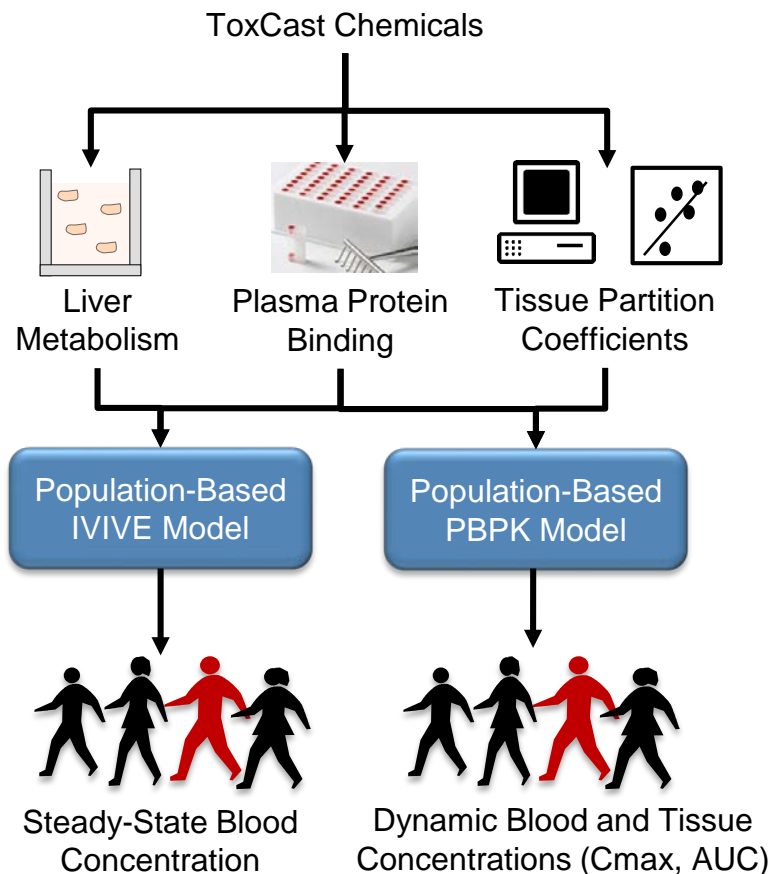 ToxCast Chemicals
Liver
Metabolism
Plasma Protein
Binding
Tissue Partition
Coefficients
Population-Based
IVIVE Model
Population-Based
PBPK Model
Steady-State Blood
Concentration
Dynamic Blood and Tissue
Concentrations (Cmax, AUC)